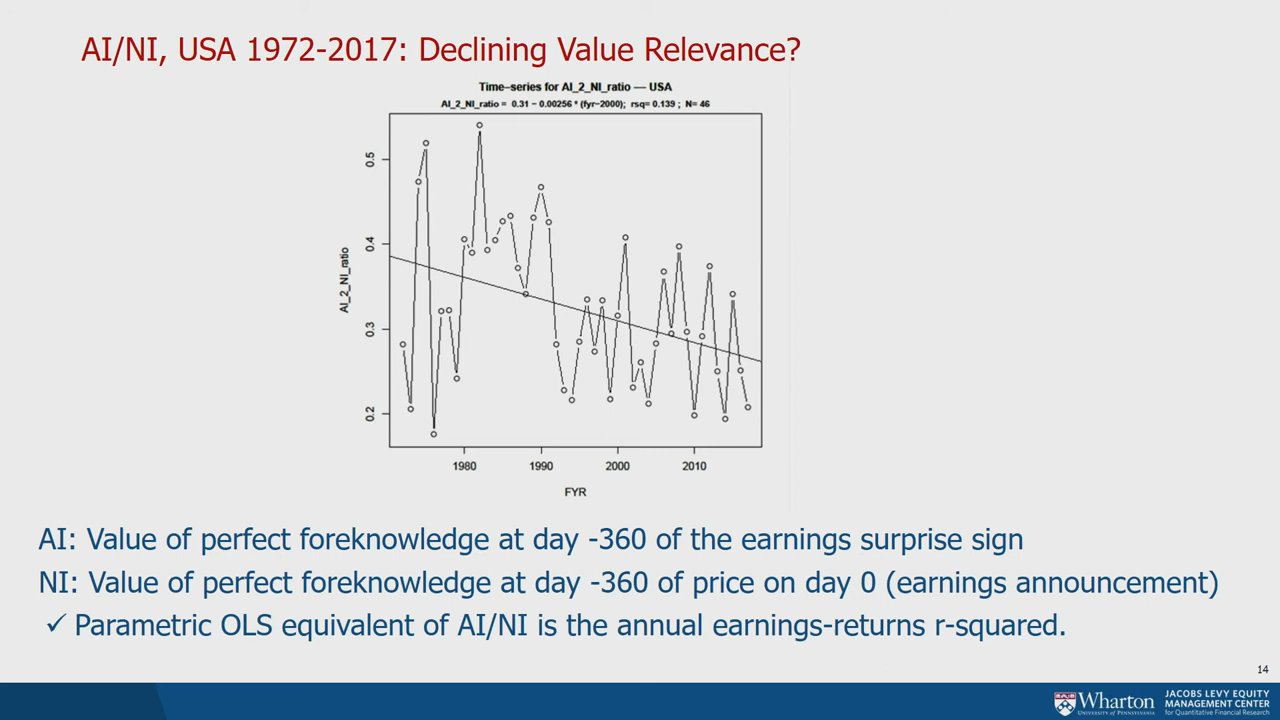 AI/NI, USA 1972-2017: Declining Value Relevance?
Time-series for AI_2_NI_ratio — USA
AI_2_NI_ratio = 0.31 − 0.00256 * (fyr−2000); rsq= 0.139 ; N= 46
0.5
0.4
0.3
0.2
AI_2_NI_ratio
1980 1990 2000 2010
FYR
AI: Value of perfect foreknowledge at day -360 of the earnings surprise sign
NI: Value of perfect foreknowledge at day -360 of price on day 0 (earnings announcement)
✓ Parametric OLS equivalent of AI/NI is the annual earnings-returns r-squared.
14
Wharton
UNIVERSITY of PENNSYLVANIA
JACOBS LEVY EQUITY
MANAGEMENT CENTER
for Quantitative Financial Research